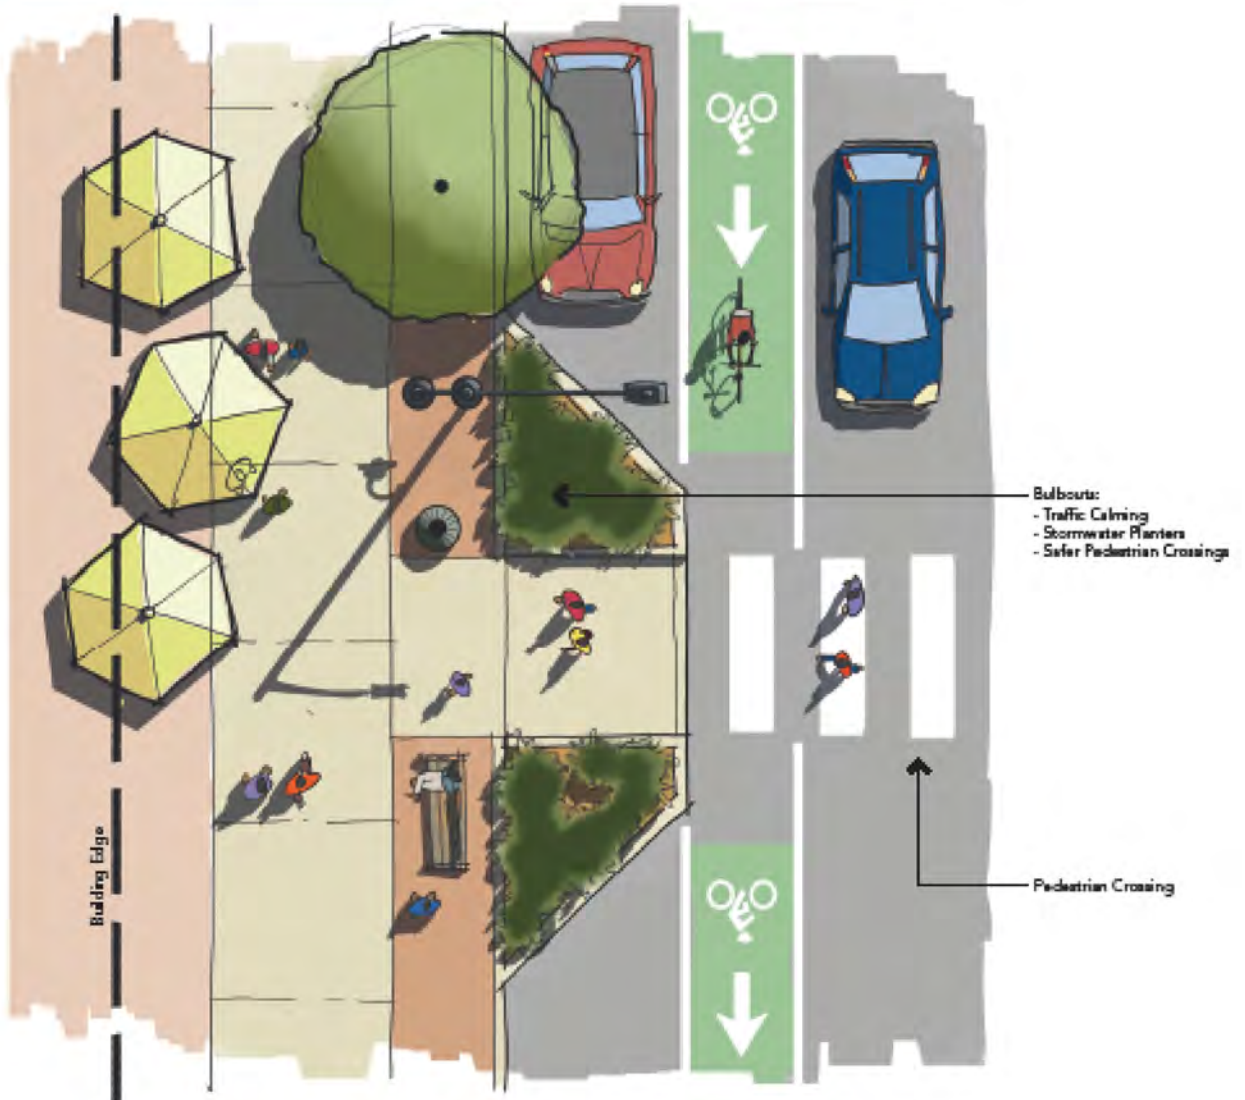 Bulbouts:
- Traffic Calming
- Stormwater Planters
- Safer Pedestrian Crossings
Building Edge
Pedestrian Crossing